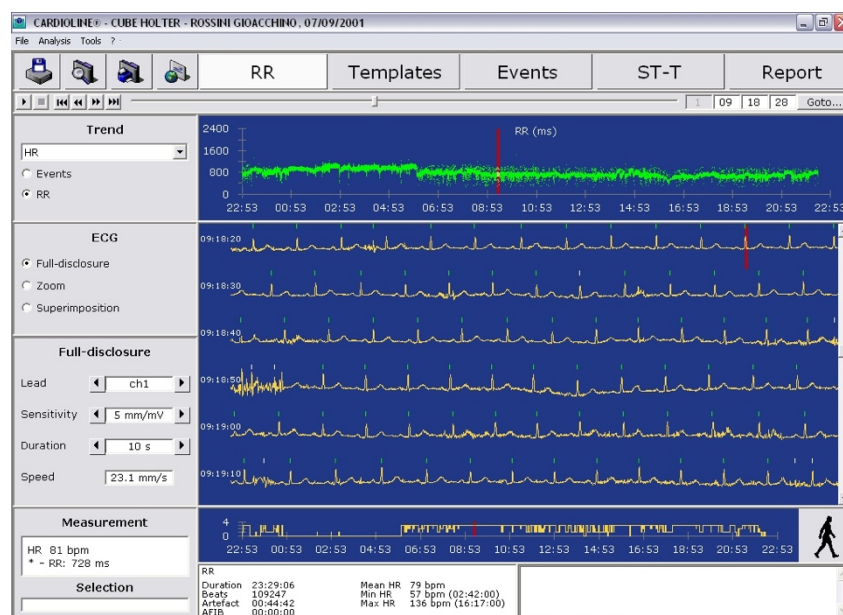 CARDIOLINE® - CUBE HOLTER - ROSSINI GIOACCHINO, 07/09/2001
File Analysis Tools ?
RR Templates Events ST-T Report
1 09 18 28 Goto...
Trend
HR
Events
RR
RR (ms)
2400
1600
800
0
22:53 00:53 02:53 04:53 06:53 08:53 10:53 12:53 14:53 16:53 18:53 20:53 22:53
ECG
Full-disclosure
Zoom
Superimposition
09:18:20
09:18:30
09:18:40
09:18:50
09:19:00
09:19:10
Full-disclosure
Lead ch1
Sensitivity 5 mm/mV
Duration 10 s
Speed 23.1 mm/s
4
0
22:53 00:53 02:53 04:53 06:53 08:53 10:53 12:53 14:53 16:53 18:53 20:53 22:53
Measurement
HR 81 bpm
* - RR: 728 ms
Selection
RR
Duration 23:29:06 Mean HR 79 bpm
Beats 109247 Min HR 57 bpm (02:42:00)
Artefact 00:44:42 Max HR 136 bpm (16:17:00)
AFIB 00:00:00